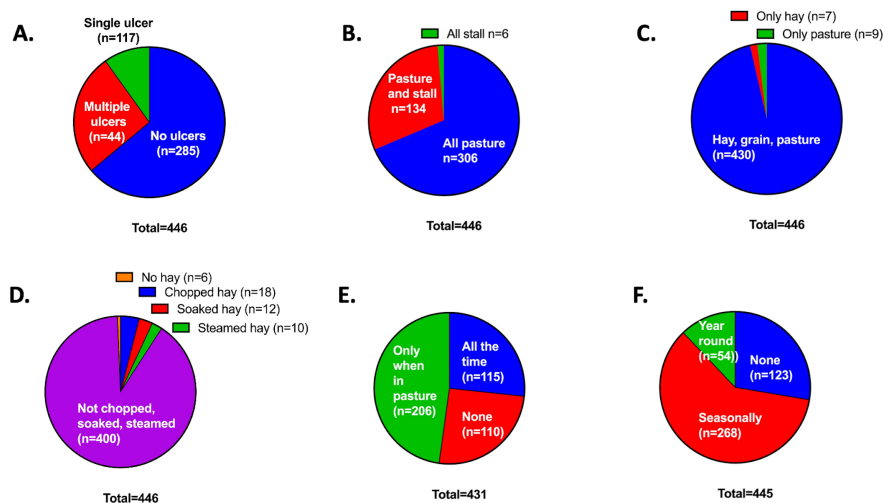 A.
Single ulcer
(n=117)
Multiple
ulcers
(n=44)
No ulcers
(n=285)
Total=446
B.
All stall n=6
Pasture
and stall
n=134
All pasture
n=306
Total=446
C.
Only hay (n=7)
Only pasture (n=9)
Hay, grain, pasture
(n=430)
Total=446
D.
No hay (n=6)
Chopped hay (n=18)
Soaked hay (n=12)
Steamed hay (n=10)
Not chopped,
soaked, steamed
(n=400)
Total=446
E.
Only
when in
pasture
(n=206)
All the
time
(n=115)
None
(n=110)
Total=431
F.
Year
round
(n=54))
None
(n=123)
Seasonally
(n=268)
Total=445